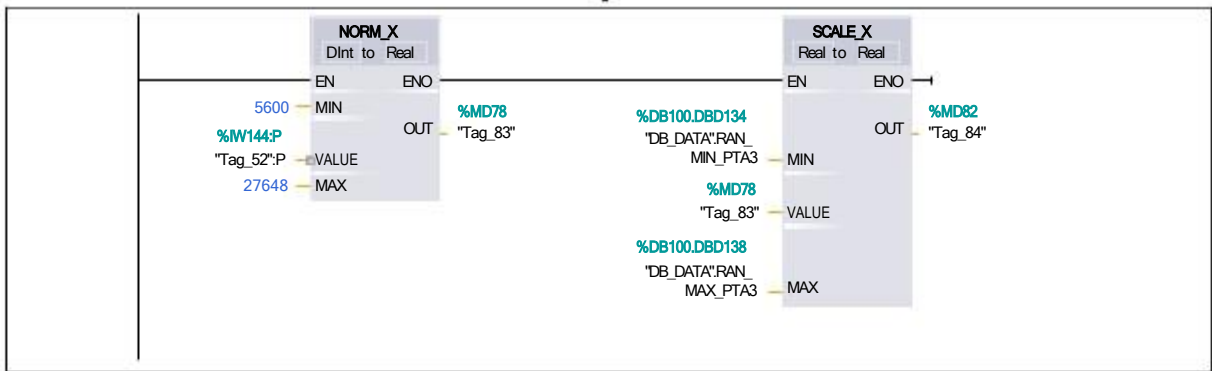 NORM_X
DInt to Real
EN ENO
5600 MIN
%MD78
OUT "Tag_83"
%IW144:P
"Tag_52":P VALUE
27648 MAX
SCALE_X
Real to Real
EN ENO
%DB100.DBD134
"DB_DATA".RAN_
MIN_PTA3 MIN
%MD82
OUT "Tag_84"
%MD78
"Tag_83" VALUE
%DB100.DBD138
"DB_DATA".RAN_
MAX_PTA3 MAX